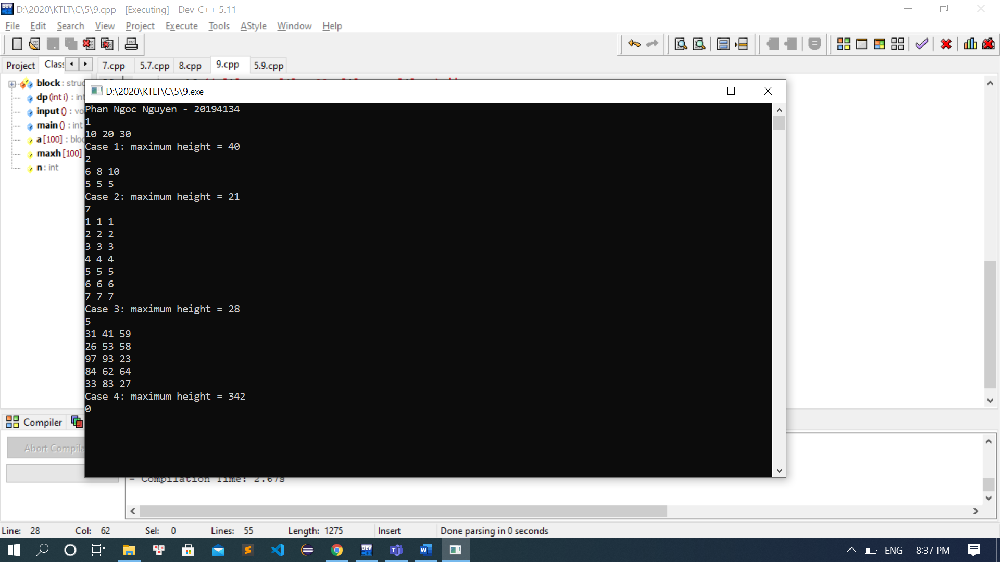 D:\2020\KTLT\C\5\9.cpp - [Executing] - Dev-C++ 5.11
File Edit Search View Project Execute Tools AStyle Window Help
Project Class 7.cpp 5.7.cpp 8.cpp 9.cpp 5.9.cpp
block : struc
dp (int i) : int
input () : vo
main () : int
a [100] : bloc
maxh [100]
n : int
D:\2020\KTLT\C\5\9.exe
Phan Ngoc Nguyen - 20194134
1
10 20 30
Case 1: maximum height = 40
2
6 8 10
5 5 5
Case 2: maximum height = 21
7
1 1 1
2 2 2
3 3 3
4 4 4
5 5 5
6 6 6
7 7 7
Case 3: maximum height = 28
5
31 41 59
26 53 58
97 93 23
84 62 64
33 83 27
Case 4: maximum height = 342
0
Compiler
Abort Compila
- Compilation Time: 2.67s
Line: 28 Col: 62 Sel: 0 Lines: 55 Length: 1275 Insert Done parsing in 0 seconds
DEV W ENG 8:37 PM